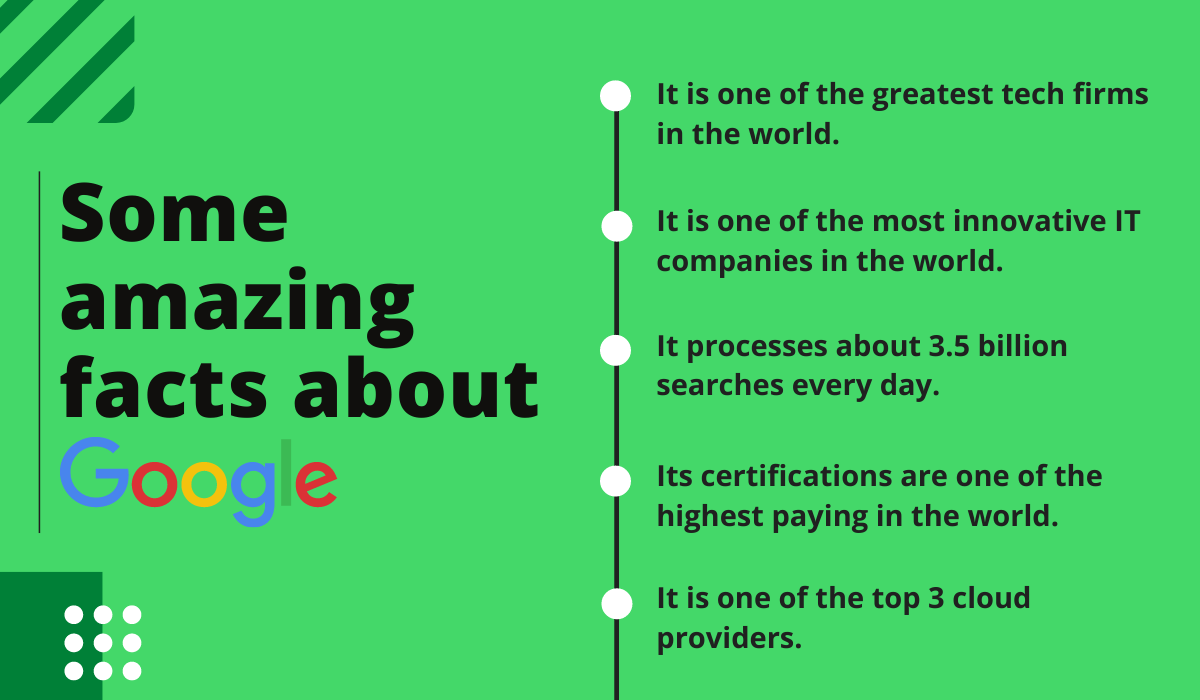 Some
amazing
facts about
Google
It is one of the greatest tech firms
in the world.
It is one of the most innovative IT
companies in the world.
It processes about 3.5 billion
searches every day.
Its certifications are one of the
highest paying in the world.
It is one of the top 3 cloud
providers.